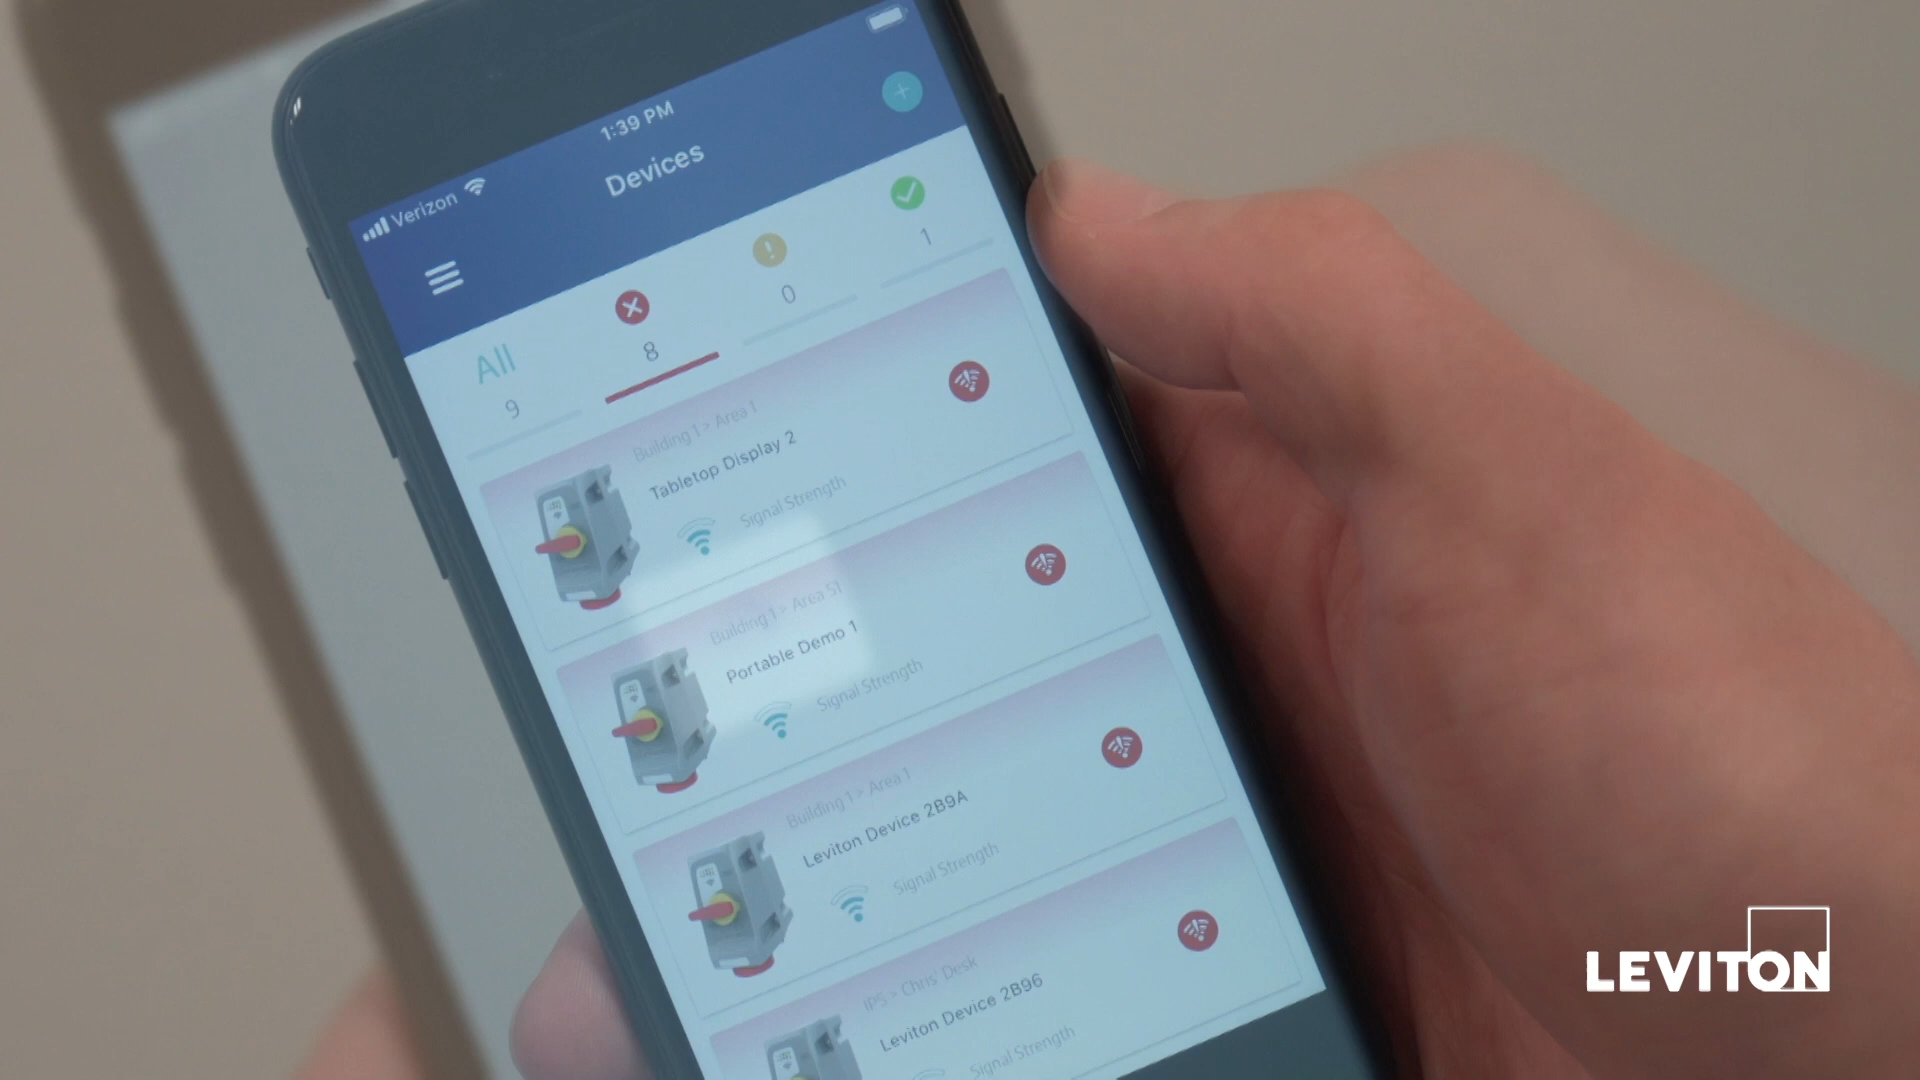 1:39 PM
Verizon
Devices
All
9
8
0
1
Building 1 > Area 1
Tabletop Display 2
Signal Strength
Building 1 > Area 51
Portable Demo 1
Signal Strength
Building 1 > Area 1
Leviton Device 2B9A
Signal Strength
IPS > Chris' Desk
Leviton Device 2B96
Signal Strength
LEVITON